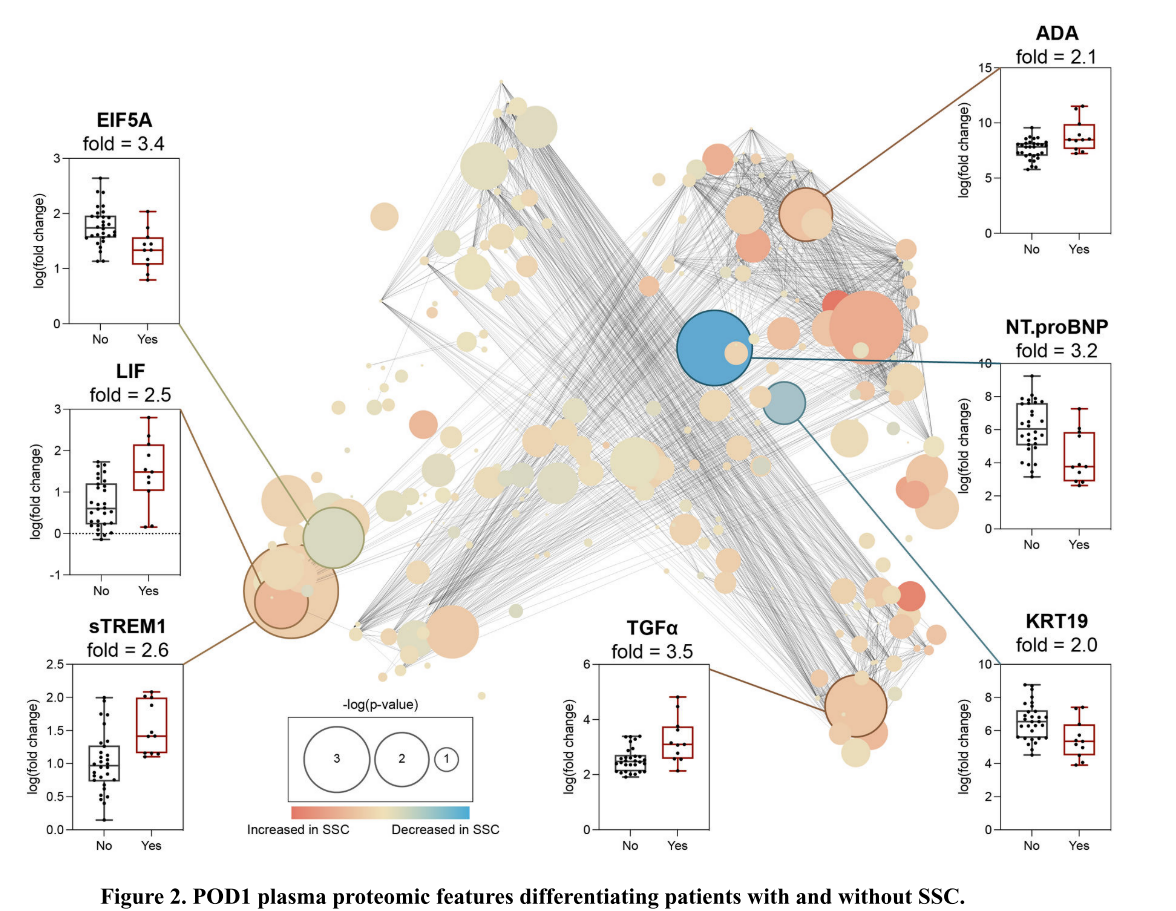 ADA
fold = 2.1
15
10
5
0
log(fold change)
No
Yes
EIF5A
fold = 3.4
3
2
1
0
log(fold change)
No
Yes
NT.proBNP
fold = 3.2
10
8
6
4
2
0
log(fold change)
No
Yes
LIF
fold = 2.5
3
2
1
0
-1
log(fold change)
No
Yes
sTREM1
fold = 2.6
2.5
2.0
1.5
1.0
0.5
0.0
log(fold change)
No
Yes
TGFα
fold = 3.5
6
4
2
0
log(fold change)
No
Yes
KRT19
fold = 2.0
10
8
6
4
2
0
log(fold change)
No
Yes
-log(p-value)
3
2
1
Increased in SSC
Decreased in SSC
Figure 2. POD1 plasma proteomic features differentiating patients with and without SSC.